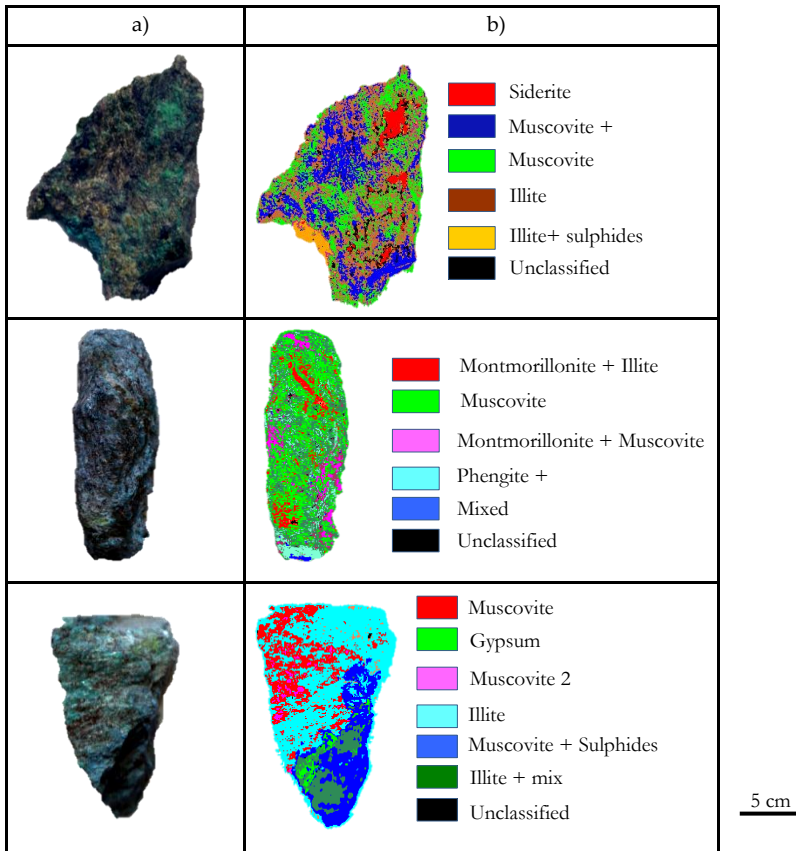 a)
b)
Siderite
Muscovite +
Muscovite
Illite
Illite+ sulphides
Unclassified
Montmorillonite + Illite
Muscovite
Montmorillonite + Muscovite
Phengite +
Mixed
Unclassified
Muscovite
Gypsum
Muscovite 2
Illite
Muscovite + Sulphides
Illite + mix
Unclassified
5 cm